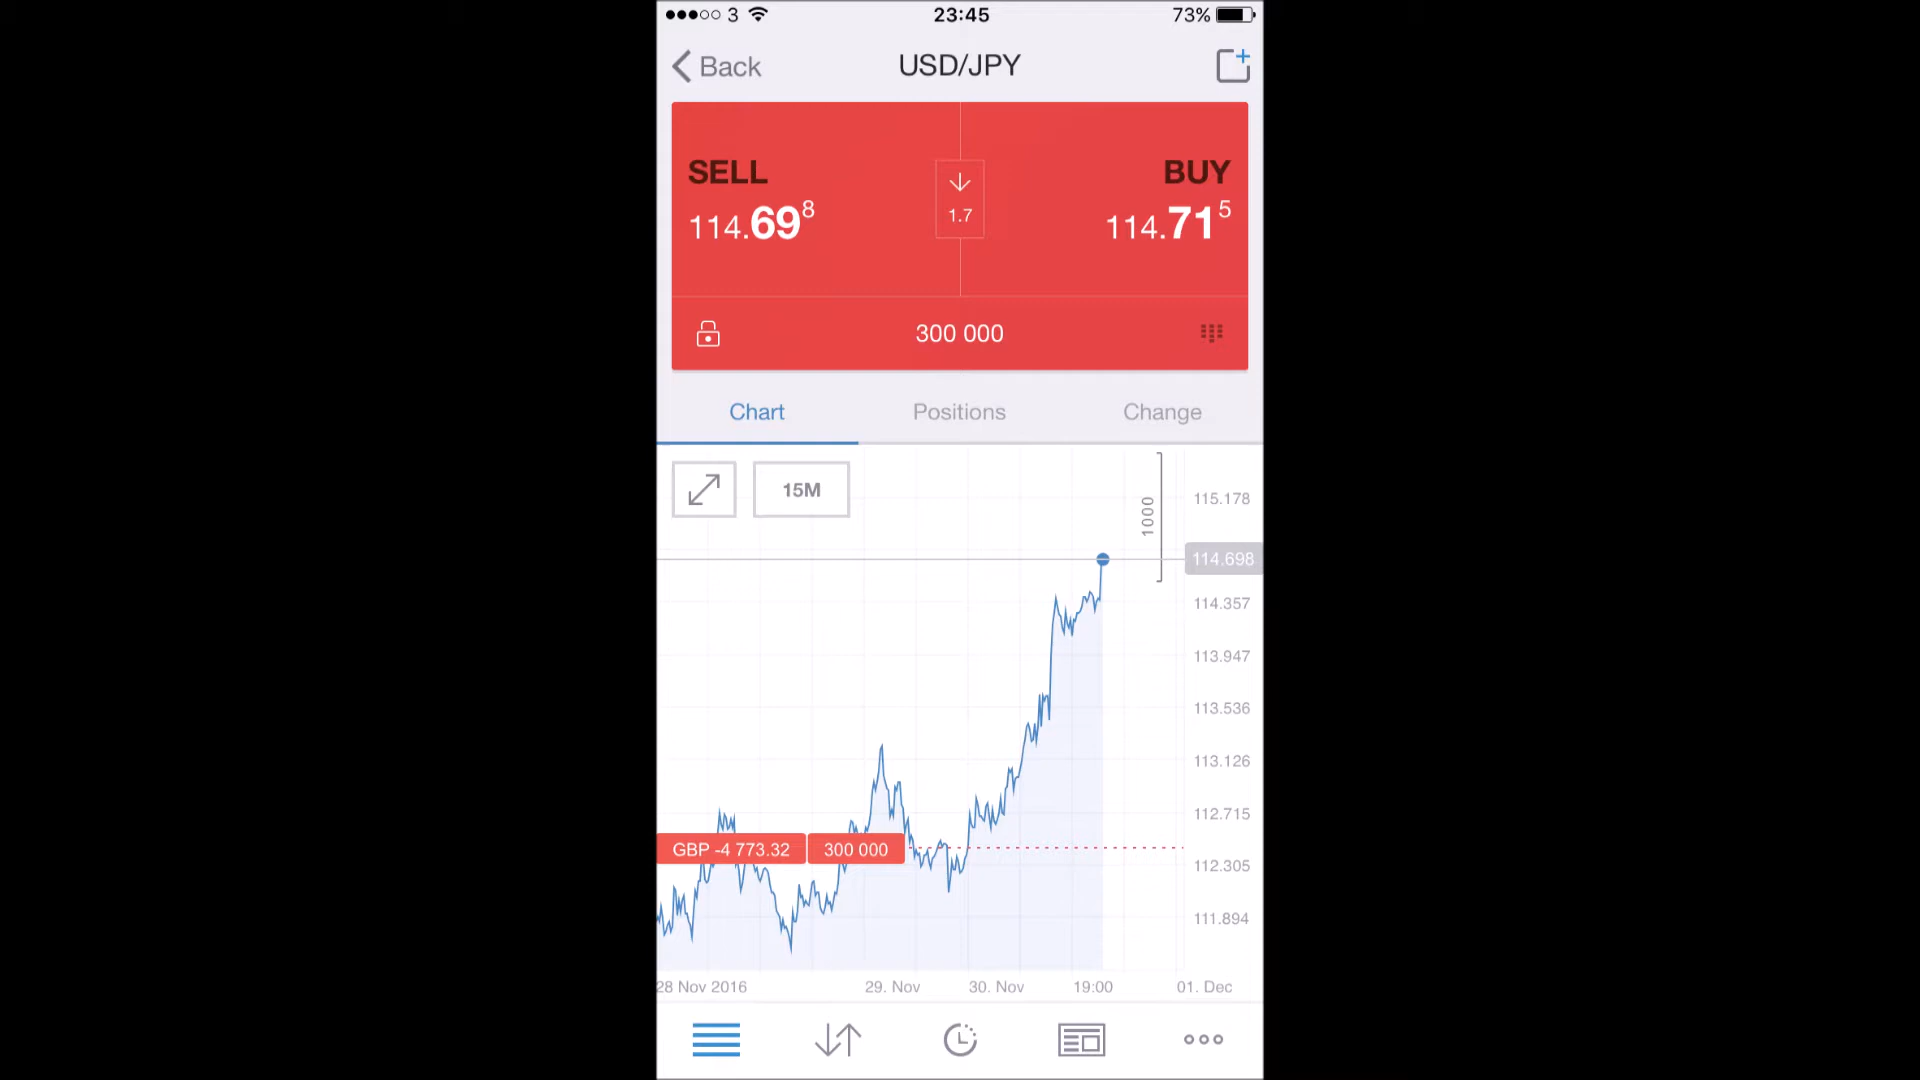 3 23:45 73%
Back USD/JPY
SELL BUY
114.698 1.7 114.715
300 000
Chart Positions Change
15M
1000
115.178
114.698
114.357
113.947
113.536
113.126
112.715
GBP -4 773.32 300 000
112.305
111.894
28 Nov 2016 29. Nov 30. Nov 19:00 01. Dec